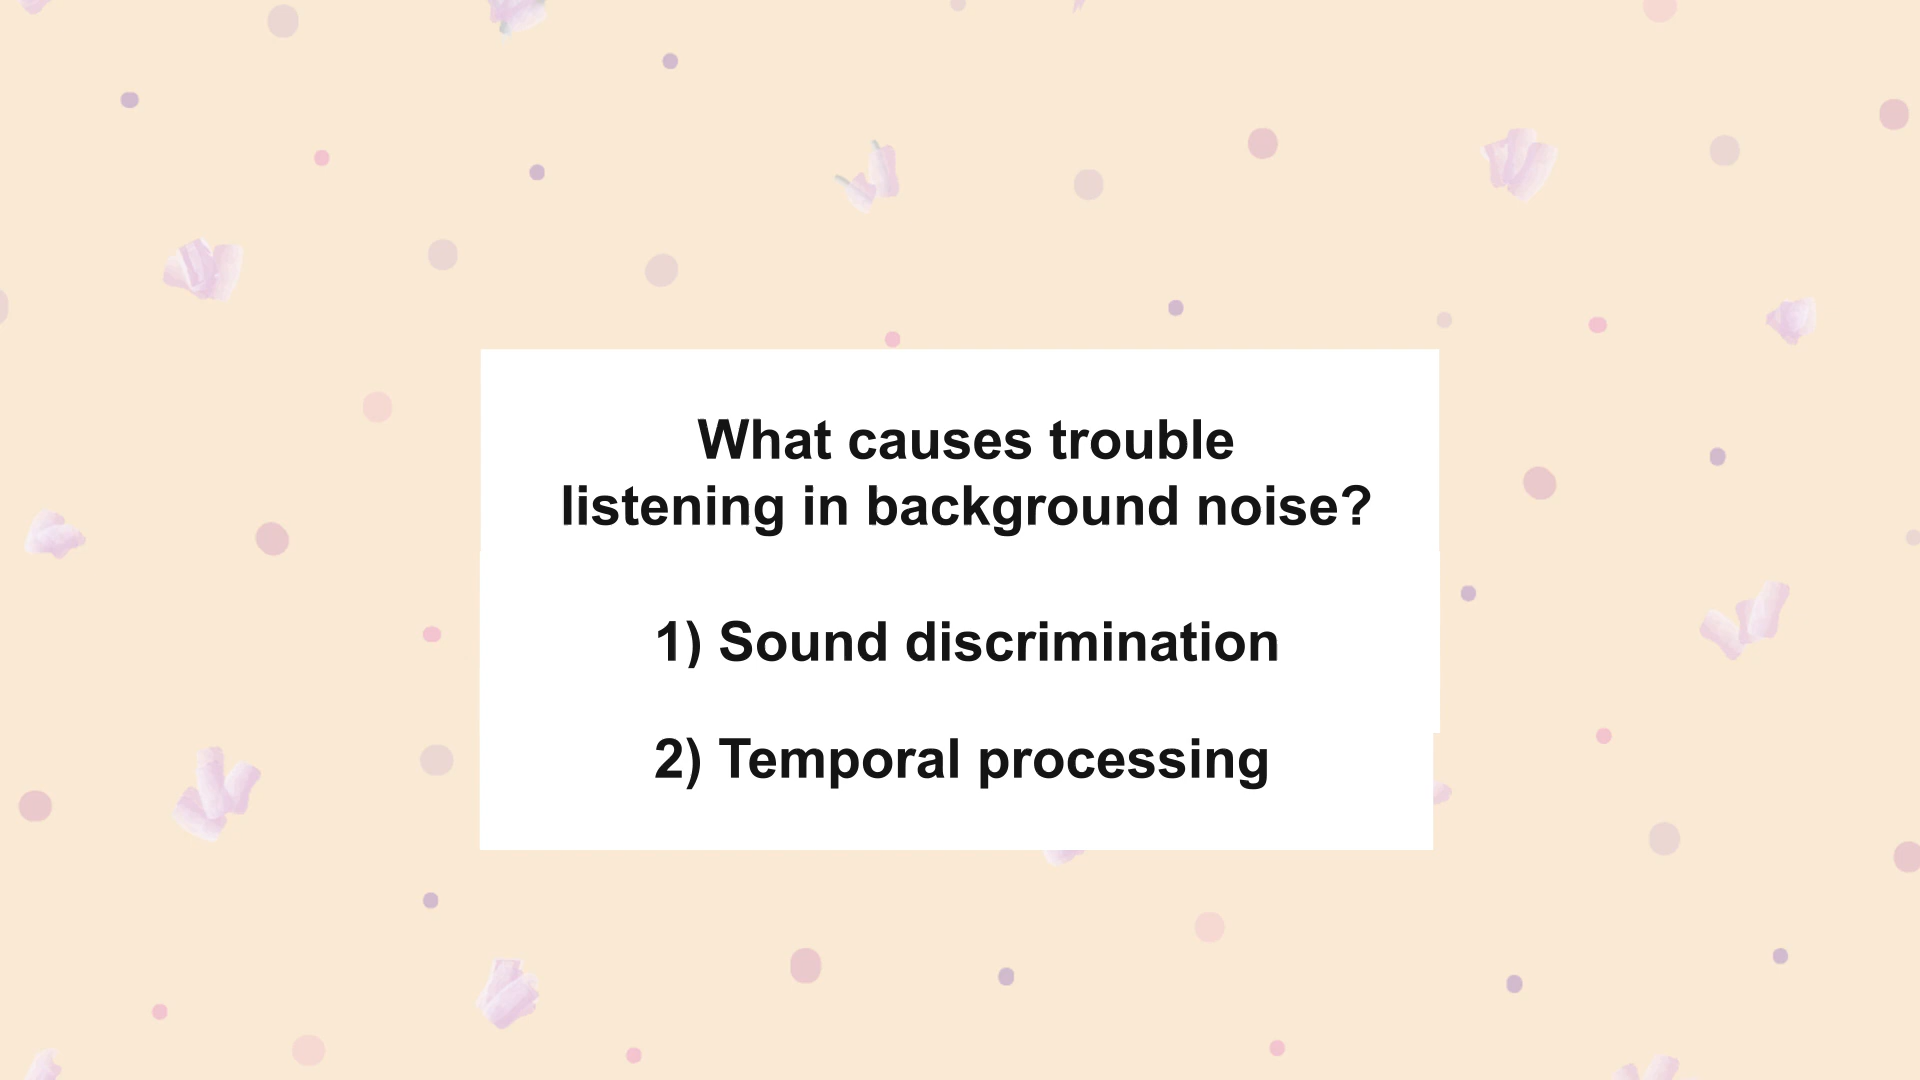 What causes trouble
listening in background noise?
1) Sound discrimination
2) Temporal processing